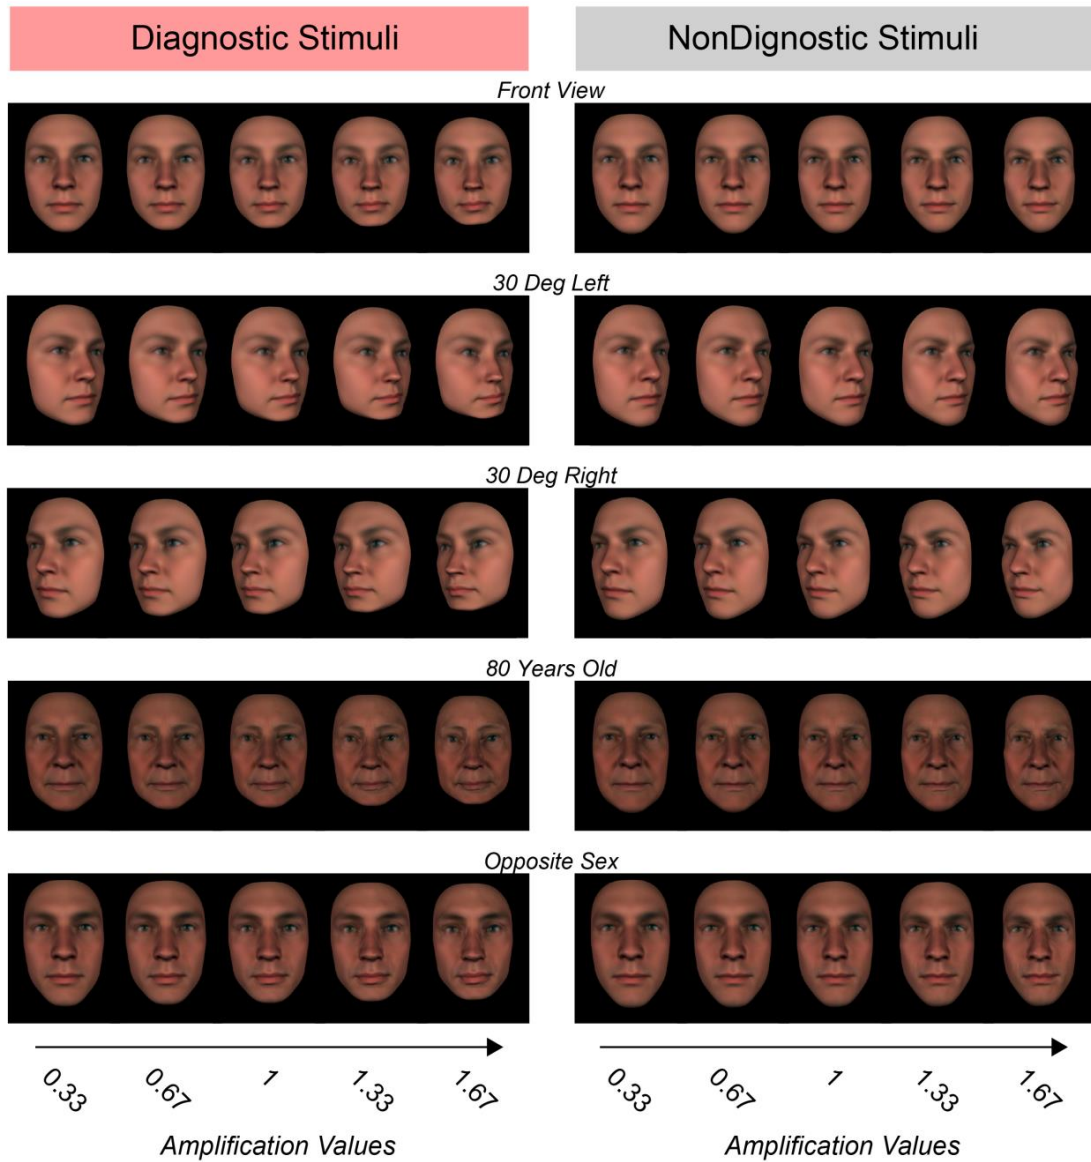 Diagnostic Stimuli
NonDignostic Stimuli
Front View
30 Deg Left
30 Deg Right
80 Years Old
Opposite Sex
0.33 0.67 1 1.33 1.67
0.33 0.67 1 1.33 1.67
Amplification Values
Amplification Values